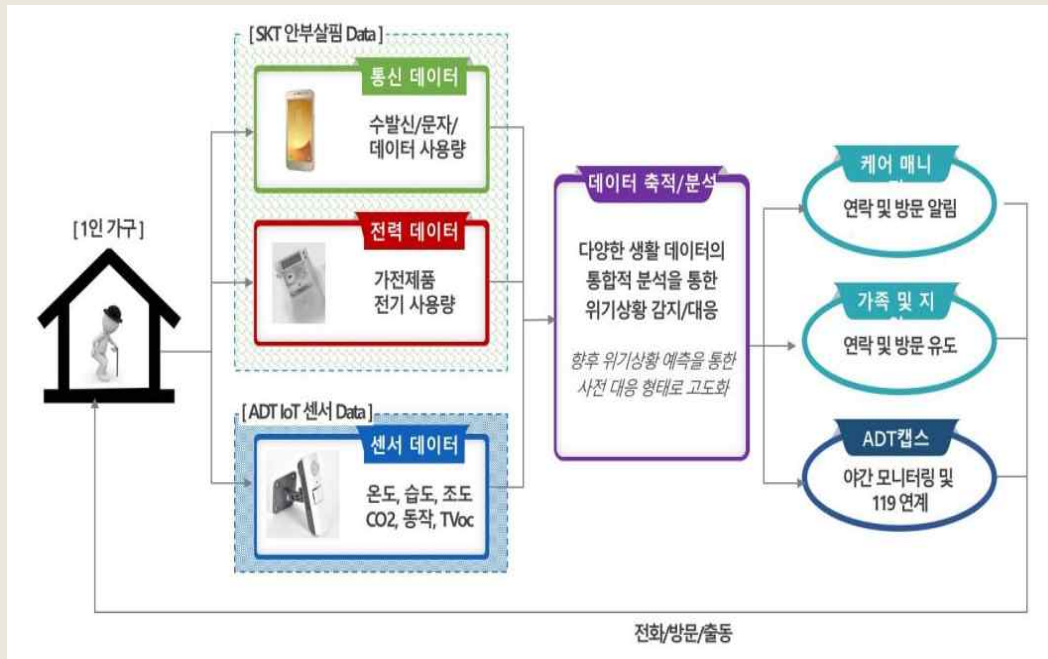 [ SKT 안부살핌 Data ]
통신 데이터
수발신/문자/
데이터 사용량
[ 1인 가구 ]
전력 데이터
가전제품
전기 사용량
[ ADT IoT 센서 Data ]
센서 데이터
온도, 습도, 조도
CO2, 동작, TVoc
데이터 축적/분석
다양한 생활 데이터의
통합적 분석을 통한
위기상황 감지/대응
향후 위기상황 예측을 통한
사전 대응 형태로 고도화
케어 매니
연락 및 방문 알림
가족 및 지
연락 및 방문 유도
ADT캡스
야간 모니터링 및
119 연계
전화/방문/출동